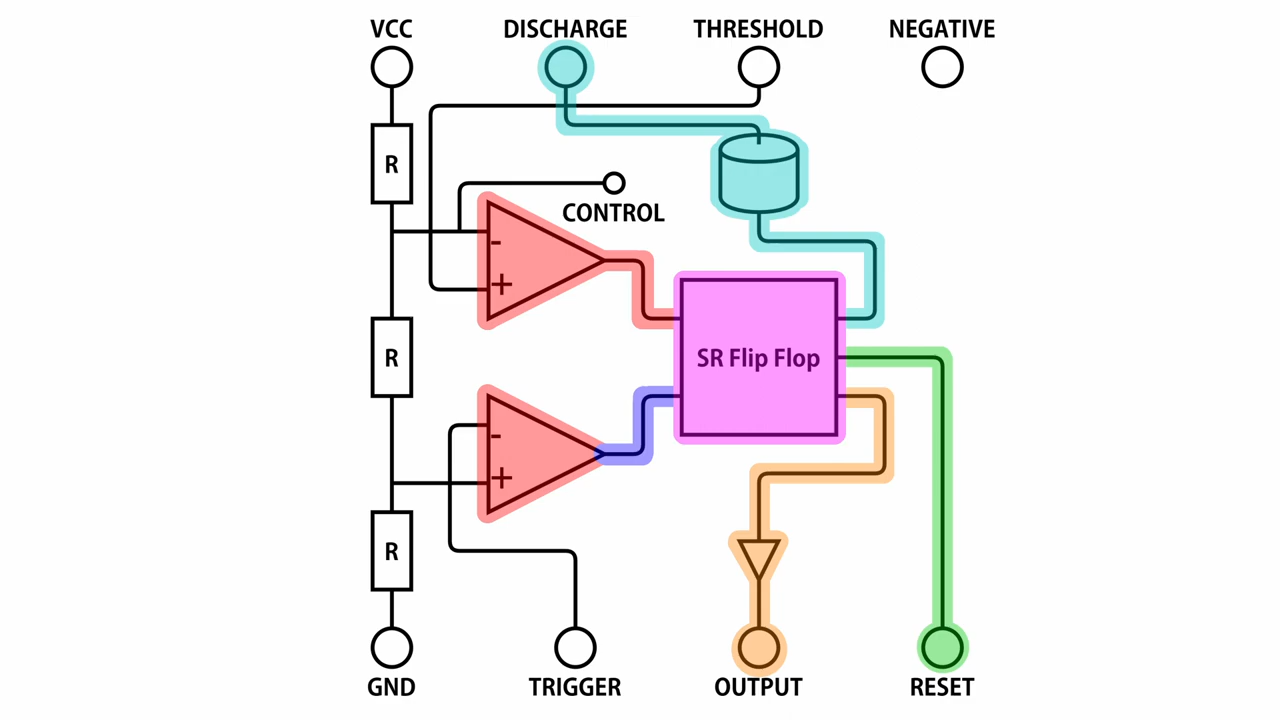 VCC
DISCHARGE
THRESHOLD
NEGATIVE
R
CONTROL
-
+
R
SR Flip Flop
-
+
R
GND
TRIGGER
OUTPUT
RESET